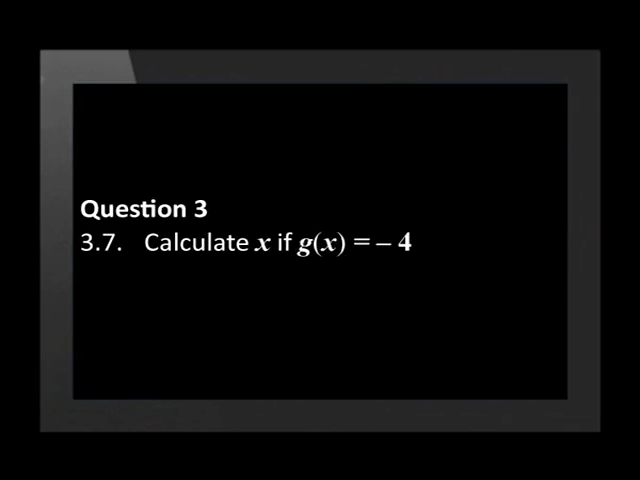 Question 3
3.7. Calculate x if g(x) = – 4